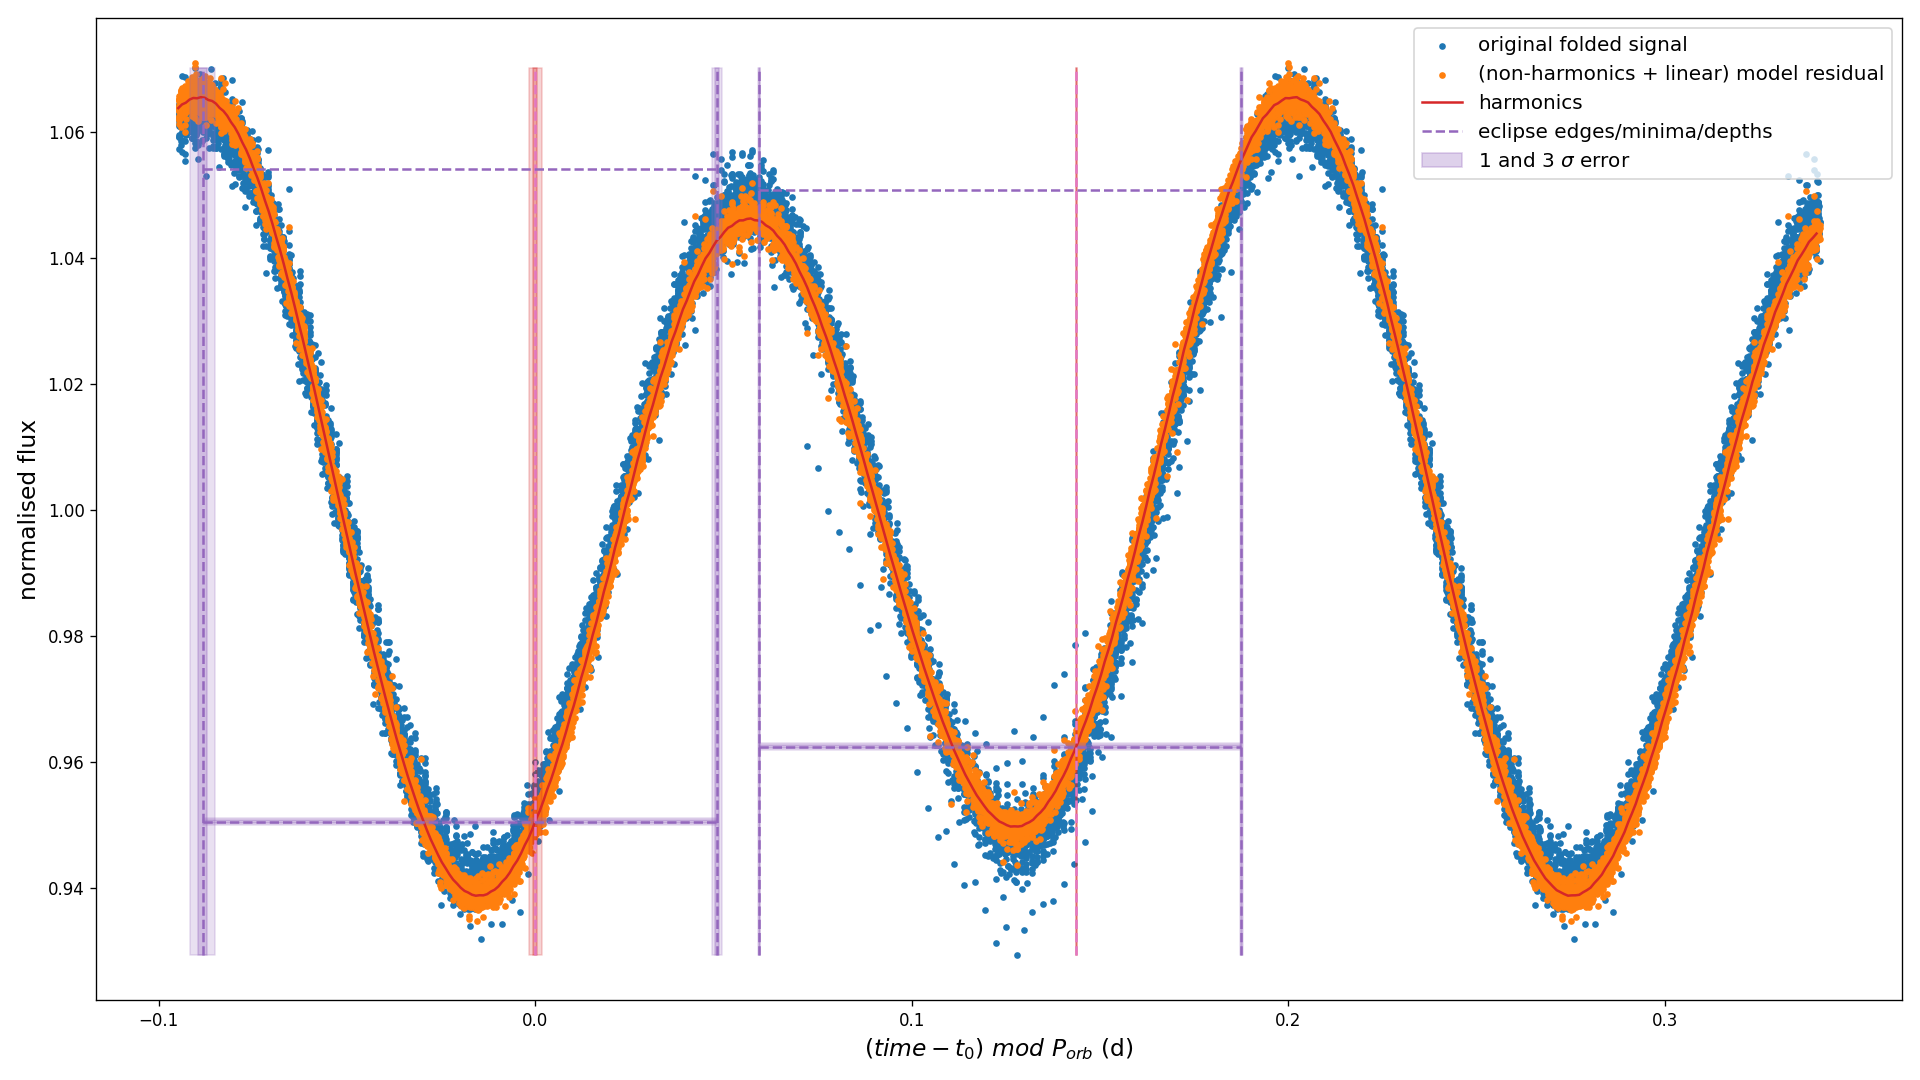 original folded signal
(non-harmonics + linear) model residual
harmonics
eclipse edges/minima/depths
1 and 3 σ error
normalised flux
1.06
1.04
1.02
1.00
0.98
0.96
0.94
−0.1
0.0
0.1
0.2
0.3
(time − t₀) mod Pₒᵣb (d)